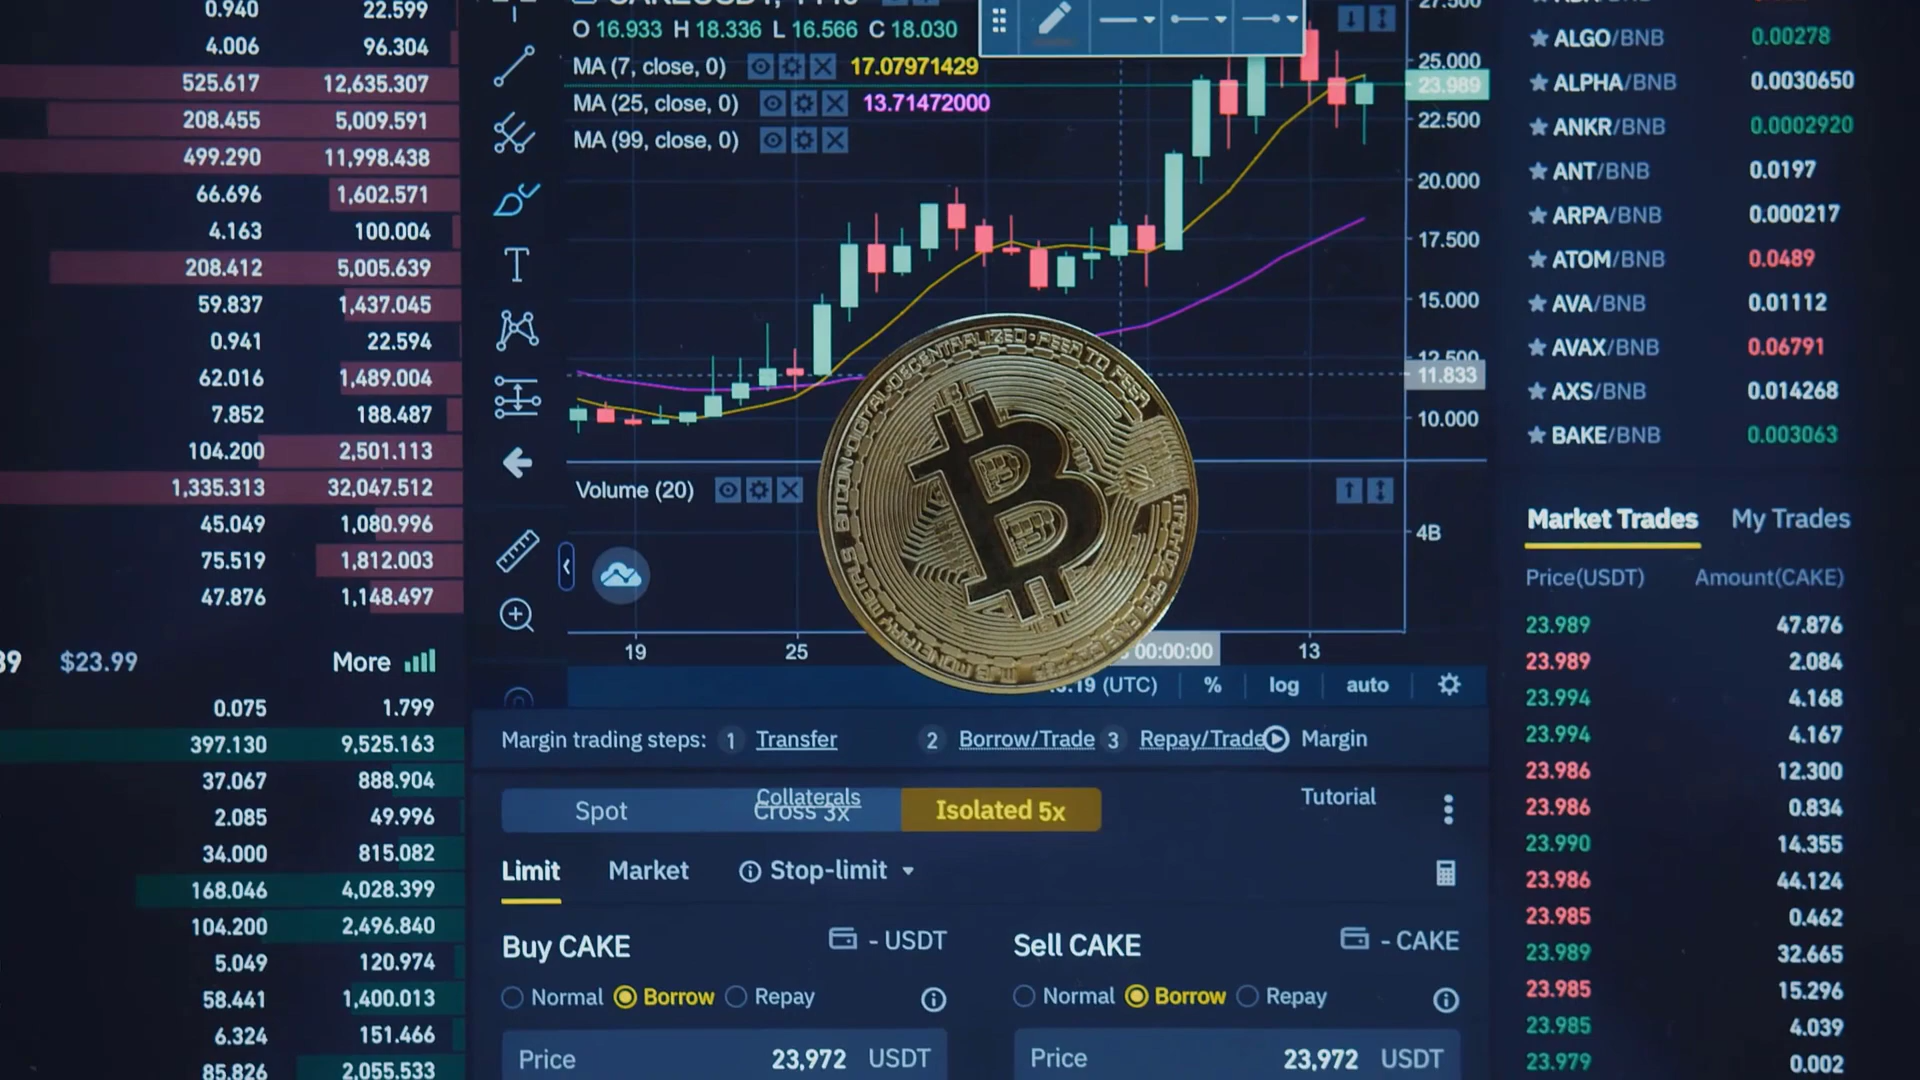 0.940 22.599
4.006 96.304
525.617 12,635.307
208.455 5,009.591
499.290 11,998.438
66.696 1,602.571
4.163 100.004
208.412 5,005.639
59.837 1,437.045
0.941 22.594
62.016 1,489.004
7.852 188.487
104.200 2,501.113
1,335.313 32,047.512
45.049 1,080.996
75.519 1,812.003
47.876 1,148.497
$23.99 More
0.075 1.799
397.130 9,525.163
37.067 888.904
2.085 49.996
34.000 815.082
168.046 4,028.399
104.200 2,496.840
5.049 120.974
58.441 1,400.013
6.324 151.466
85.826 2,055.533
O 16.933 H 18.336 L 16.566 C 18.030
MA (7, close, 0) 17.07971429
MA (25, close, 0) 13.71472000
MA (99, close, 0)
27.500
25.000
23.989
22.500
20.000
17.500
15.000
12.500
11.833
10.000
Volume (20)
4B
19 25 00:00:00 13
(UTC) % log auto
BITCOIN·DIGITAL·DECENTRALIZED·PEER TO PEER
Margin trading steps: 1 Transfer 2 Borrow/Trade 3 Repay/Trade Margin
Collaterals Tutorial
Spot Cross 3x Isolated 5x
Limit Market Stop-limit
Buy CAKE - USDT Sell CAKE - CAKE
Normal Borrow Repay Normal Borrow Repay
Price 23,972 USDT Price 23,972 USDT
ALGO/BNB 0.00278
ALPHA/BNB 0.0030650
ANKR/BNB 0.0002920
ANT/BNB 0.0197
ARPA/BNB 0.000217
ATOM/BNB 0.0489
AVA/BNB 0.01112
AVAX/BNB 0.06791
AXS/BNB 0.014268
BAKE/BNB 0.003063
Market Trades My Trades
Price(USDT) Amount(CAKE)
23.989 47.876
23.989 2.084
23.994 4.168
23.994 4.167
23.986 12.300
23.986 0.834
23.990 14.355
23.986 44.124
23.985 0.462
23.989 32.665
23.985 15.296
23.985 4.039
23.979 0.002